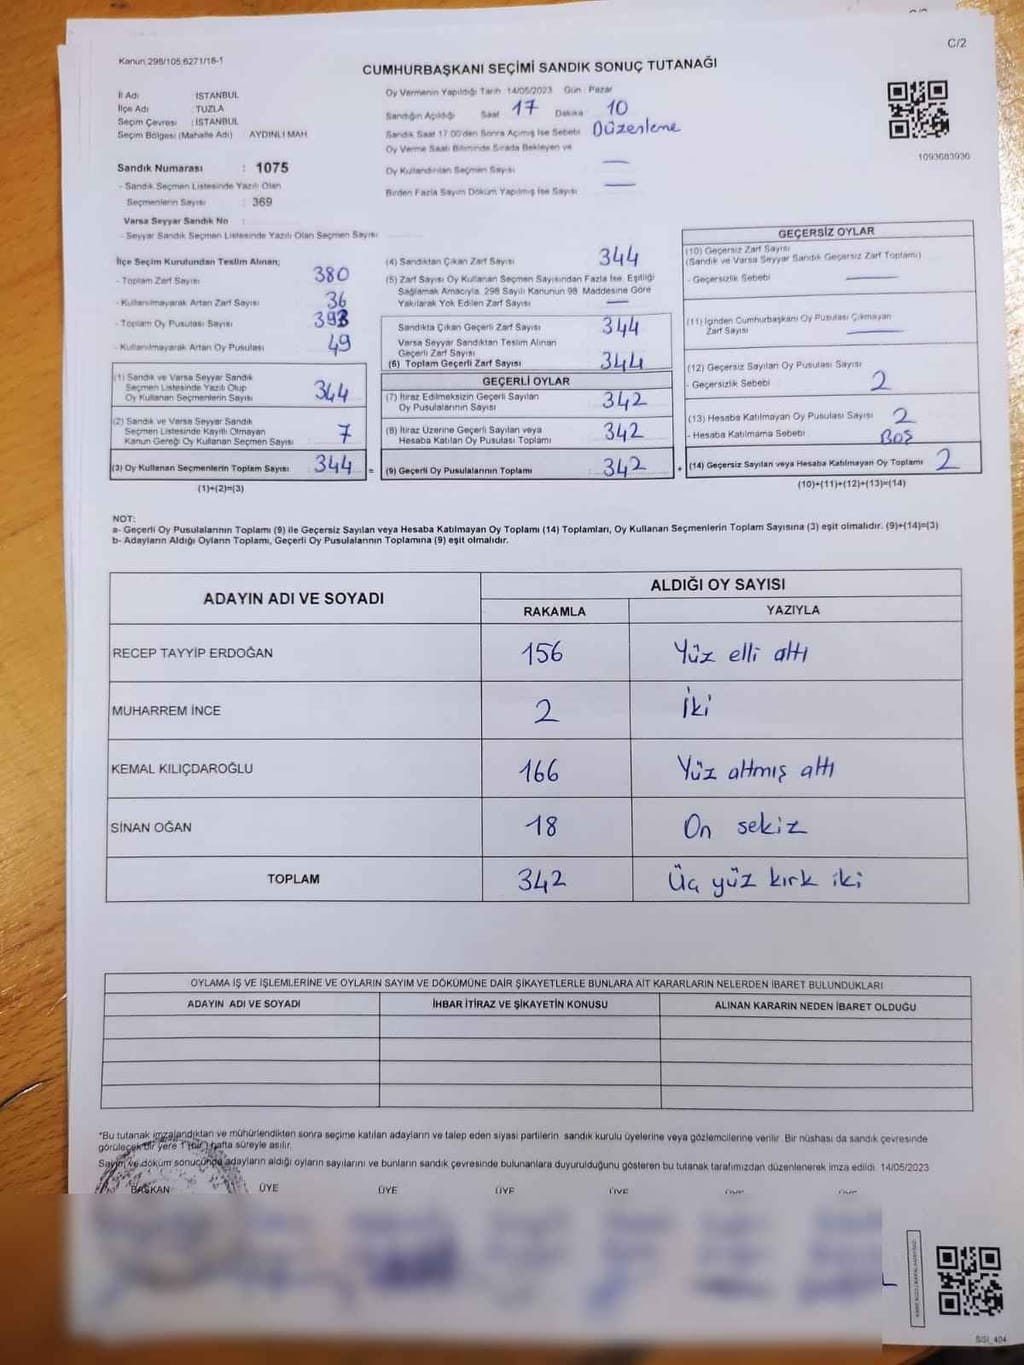 C/2
Kanun.298/105.6271/18-1
CUMHURBAŞKANI SEÇİMİ SANDIK SONUÇ TUTANAĞI
İl Adı : İSTANBUL
İlçe Adı : TUZLA
Seçim Çevresi : İSTANBUL
Seçim Bölgesi (Mahalle Adı) AYDINLI MAH
Sandık Numarası : 1075
- Sandık Seçmen Listesinde Yazılı Olan
Seçmenlerin Sayısı : 369
Varsa Seyyar Sandık No :
- Seyyar Sandık Seçmen Listesinde Yazılı Olan Seçmen Sayısı
Oy Vermenin Yapıldığı Tarih 14/05/2023 Gün : Pazar
Sandığın Açıldığı Saat 17 Dakika 10
Sandık Saat 17.00'den Sonra Açılmış İse Sebebi Düzenleme
Oy Verme Saati Bitiminde Sırada Bekleyen ve
Oy Kullandırılan Seçmen Sayısı —
Birden Fazla Sayım Döküm Yapılmış İse Sayısı —
1093683930
İlçe Seçim Kurulundan Teslim Alınan;
- Toplam Zarf Sayısı 380
- Kullanılmayarak Artan Zarf Sayısı 36
- Toplam Oy Pusulası Sayısı 393
- Kullanılmayarak Artan Oy Pusulası 49
(1) Sandık ve Varsa Seyyar Sandık
Seçmen Listesinde Yazılı Olup
Oy Kullanan Seçmenlerin Sayısı 344
(2) Sandık ve Varsa Seyyar Sandık
Seçmen Listesinde Kayıtlı Olmayan
Kanun Gereği Oy Kullanan Seçmen Sayısı 7
(3) Oy Kullanan Seçmenlerin Toplam Sayısı 344 =
(1)+(2)=(3)
(4) Sandıktan Çıkan Zarf Sayısı 344
(5) Zarf Sayısı Oy Kullanan Seçmen Sayısından Fazla İse, Eşitliği
Sağlamak Amacıyla, 298 Sayılı Kanunun 98. Maddesine Göre
Yakılarak Yok Edilen Zarf Sayısı —
Sandıkta Çıkan Geçerli Zarf Sayısı 344
Varsa Seyyar Sandıktan Teslim Alınan
Geçerli Zarf Sayısı
(6) Toplam Geçerli Zarf Sayısı 344
GEÇERLİ OYLAR
(7) İtiraz Edilmeksizin Geçerli Sayılan
Oy Pusulalarının Sayısı 342
(8) İtiraz Üzerine Geçerli Sayılan veya
Hesaba Katılan Oy Pusulası Toplamı 342
(9) Geçerli Oy Pusulalarının Toplamı 342 +
GEÇERSİZ OYLAR
(10) Geçersiz Zarf Sayısı
(Sandık ve Varsa Seyyar Sandık Geçersiz Zarf Toplamı)
- Geçersizlik Sebebi —
(11) İçinden Cumhurbaşkanı Oy Pusulası Çıkmayan
Zarf Sayısı —
(12) Geçersiz Sayılan Oy Pusulası Sayısı
- Geçersizlik Sebebi 2
(13) Hesaba Katılmayan Oy Pusulası Sayısı 2
- Hesaba Katılmama Sebebi BOŞ
(14) Geçersiz Sayılan veya Hesaba Katılmayan Oy Toplamı 2
(10)+(11)+(12)+(13)=(14)
NOT:
a- Geçerli Oy Pusulalarının Toplamı (9) ile Geçersiz Sayılan veya Hesaba Katılmayan Oy Toplamı (14) Toplamları, Oy Kullanan Seçmenlerin Toplam Sayısına (3) eşit olmalıdır. (9)+(14)=(3)
b- Adayların Aldığı Oyların Toplamı, Geçerli Oy Pusulalarının Toplamına (9) eşit olmalıdır.
ADAYIN ADI VE SOYADI ALDIĞI OY SAYISI
RAKAMLA YAZIYLA
RECEP TAYYİP ERDOĞAN 156 Yüz elli altı
MUHARREM İNCE 2 İki
KEMAL KILIÇDAROĞLU 166 Yüz altmış altı
SİNAN OĞAN 18 On sekiz
TOPLAM 342 Üç yüz kırk iki
OYLAMA İŞ VE İŞLEMLERİNE VE OYLARIN SAYIM VE DÖKÜMÜNE DAİR ŞİKAYETLERLE BUNLARA AİT KARARLARIN NELERDEN İBARET BULUNDUKLARI
ADAYIN ADI VE SOYADI İHBAR İTİRAZ VE ŞİKAYETİN KONUSU ALINAN KARARIN NEDEN İBARET OLDUĞU
*Bu tutanak imzalandıktan ve mühürlendikten sonra seçime katılan adayların ve talep eden siyasi partilerin sandık kurulu üyelerine veya gözlemcilerine verilir. Bir nüshası da sandık çevresinde
görülecek bir yere 1 (bir) hafta süreyle asılır.
Sayım ve döküm sonucunda adayların aldığı oyların sayılarını ve bunların sandık çevresinde bulunanlara duyurulduğunu gösteren bu tutanak tarafımızdan düzenlenerek imza edildi. 14/05/2023
BAŞKAN ÜYE ÜYE ÜYE ÜYE ÜYE ÜYE
SISI_404